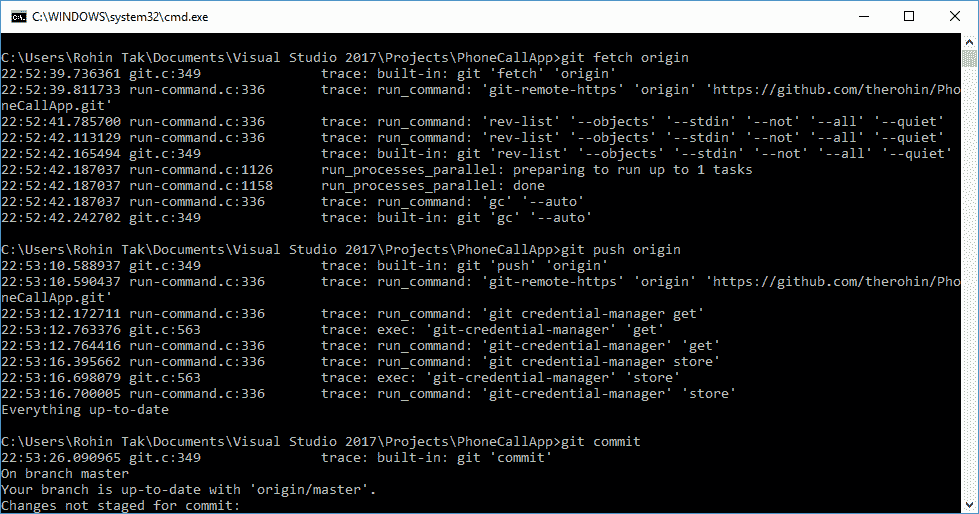 C:\WINDOWS\system32\cmd.exe
C:\Users\Rohin Tak\Documents\Visual Studio 2017\Projects\PhoneCallApp>git fetch origin
22:52:39.736361 git.c:349               trace: built-in: git 'fetch' 'origin'
22:52:39.811733 run-command.c:336       trace: run_command: 'git-remote-https' 'origin' 'https://github.com/therohin/Pho
neCallApp.git'
22:52:41.785700 run-command.c:336       trace: run_command: 'rev-list' '--objects' '--stdin' '--not' '--all' '--quiet'
22:52:42.113129 run-command.c:336       trace: run_command: 'rev-list' '--objects' '--stdin' '--not' '--all' '--quiet'
22:52:42.165494 git.c:349               trace: built-in: git 'rev-list' '--objects' '--stdin' '--not' '--all' '--quiet'
22:52:42.187037 run-command.c:1126      run_processes_parallel: preparing to run up to 1 tasks
22:52:42.187037 run-command.c:1158      run_processes_parallel: done
22:52:42.187037 run-command.c:336       trace: run_command: 'gc' '--auto'
22:52:42.242702 git.c:349               trace: built-in: git 'gc' '--auto'
C:\Users\Rohin Tak\Documents\Visual Studio 2017\Projects\PhoneCallApp>git push origin
22:53:10.588937 git.c:349               trace: built-in: git 'push' 'origin'
22:53:10.590437 run-command.c:336       trace: run_command: 'git-remote-https' 'origin' 'https://github.com/therohin/Pho
neCallApp.git'
22:53:12.172711 run-command.c:336       trace: run_command: 'git credential-manager get'
22:53:12.763376 git.c:563               trace: exec: 'git-credential-manager' 'get'
22:53:12.764416 run-command.c:336       trace: run_command: 'git-credential-manager' 'get'
22:53:16.395662 run-command.c:336       trace: run_command: 'git credential-manager store'
22:53:16.698079 git.c:563               trace: exec: 'git-credential-manager' 'store'
22:53:16.700005 run-command.c:336       trace: run_command: 'git-credential-manager' 'store'
Everything up-to-date
C:\Users\Rohin Tak\Documents\Visual Studio 2017\Projects\PhoneCallApp>git commit
22:53:26.090965 git.c:349               trace: built-in: git 'commit'
On branch master
Your branch is up-to-date with 'origin/master'.
Changes not staged for commit: